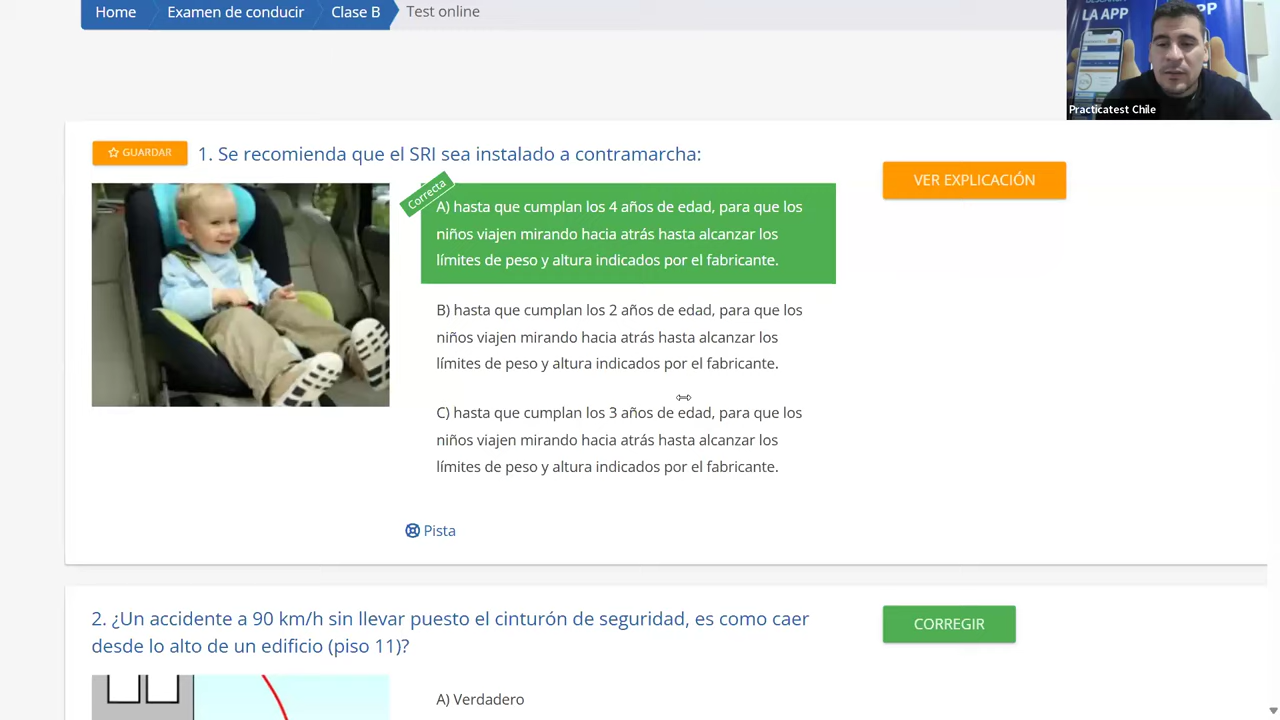 Home Examen de conducir Clase B Test online
LA APP
PP
Practicatest Chile
GUARDAR
1. Se recomienda que el SRI sea instalado a contramarcha:
VER EXPLICACIÓN
Correcta
A) hasta que cumplan los 4 años de edad, para que los
niños viajen mirando hacia atrás hasta alcanzar los
límites de peso y altura indicados por el fabricante.
B) hasta que cumplan los 2 años de edad, para que los
niños viajen mirando hacia atrás hasta alcanzar los
límites de peso y altura indicados por el fabricante.
C) hasta que cumplan los 3 años de edad, para que los
niños viajen mirando hacia atrás hasta alcanzar los
límites de peso y altura indicados por el fabricante.
Pista
2. ¿Un accidente a 90 km/h sin llevar puesto el cinturón de seguridad, es como caer
desde lo alto de un edificio (piso 11)?
CORREGIR
A) Verdadero